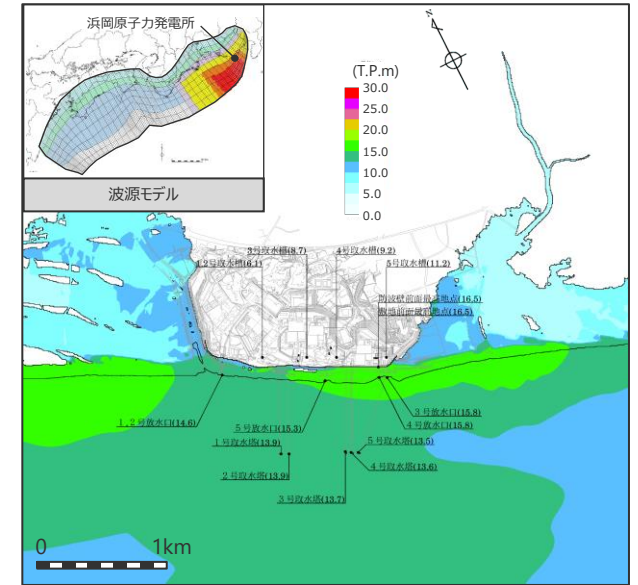 浜岡原子力発電所
波源モデル
N
(T.P.m)
30.0
25.0
20.0
15.0
10.0
5.0
0.0
3号取水槽(8.7)
4号取水槽(9.2)
1,2号取水槽(6.1)
5号取水槽(11.2)
防波壁前面最高地点(16.5)
敷地前面最高地点(16.5)
1,2号放水口(14.6)
5号放水口(15.3)
3号放水口(15.8)
4号放水口(15.8)
1号取水塔(13.9)
5号取水塔(13.5)
2号取水塔(13.9)
4号取水塔(13.6)
3号取水塔(13.7)
0
1km